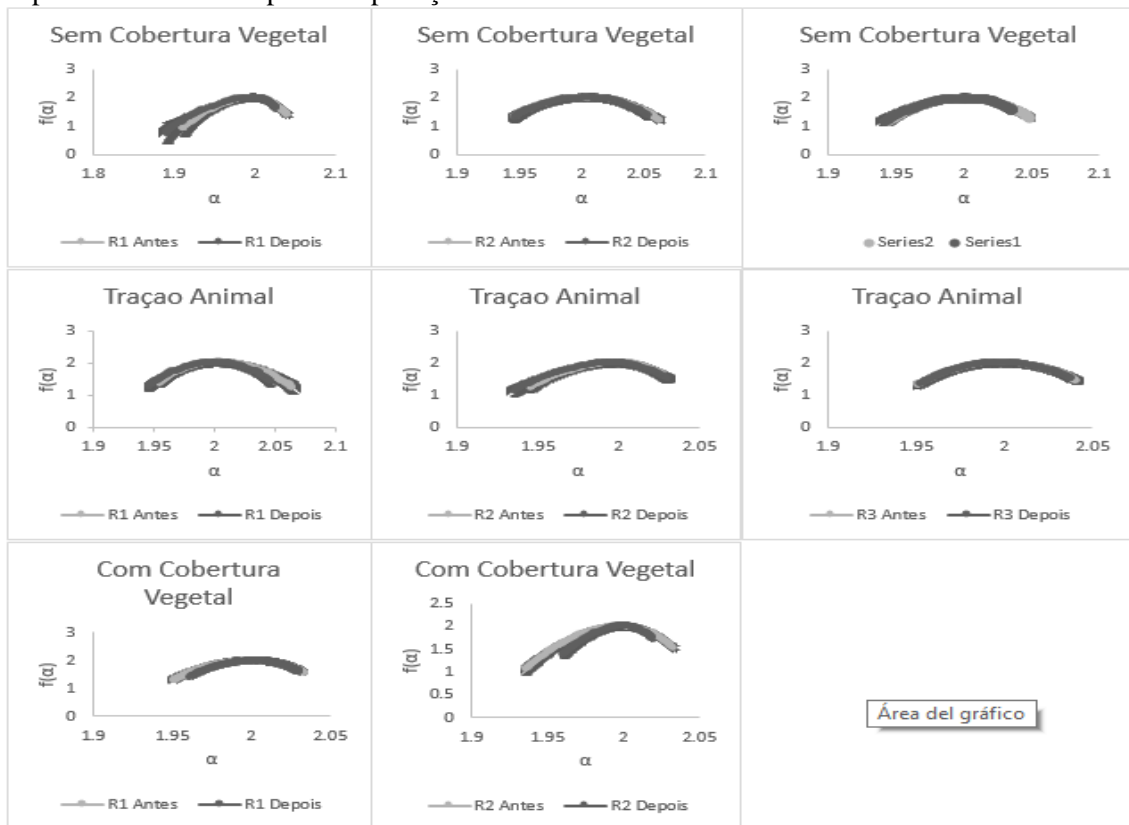 Sem Cobertura Vegetal
3
2
1
0
f(α)
1.8 1.9 2 2.1
α
R1 Antes R1 Depois
Sem Cobertura Vegetal
3
2
1
0
f(α)
1.9 1.95 2 2.05 2.1
α
R2 Antes R2 Depois
Sem Cobertura Vegetal
3
2
1
0
f(α)
1.9 1.95 2 2.05 2.1
α
Series2 Series1
Traçao Animal
3
2
1
0
f(α)
1.9 1.95 2 2.05 2.1
α
R1 Antes R1 Depois
Traçao Animal
3
2
1
0
f(α)
1.9 1.95 2 2.05
α
R2 Antes R2 Depois
Traçao Animal
3
2
1
0
f(α)
1.9 1.95 2 2.05
α
R3 Antes R3 Depois
Com Cobertura
Vegetal
3
2
1
0
f(α)
1.9 1.95 2 2.05
α
R1 Antes R1 Depois
Com Cobertura Vegetal
2.5
2
1.5
1
0.5
0
f(α)
1.9 1.95 2 2.05
α
R2 Antes R2 Depois
Área del gráfico